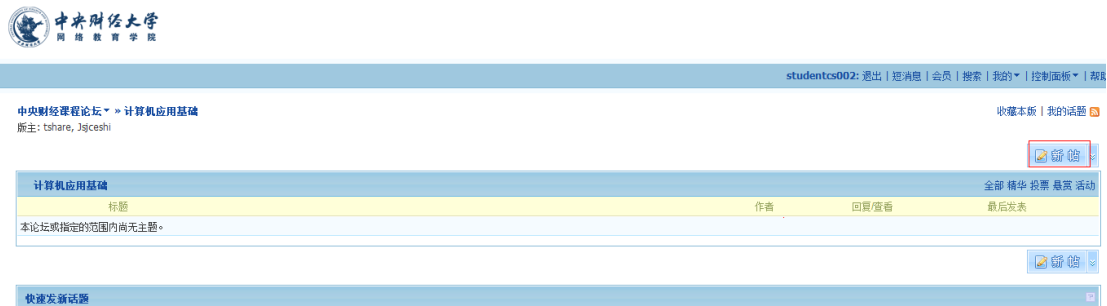 中央财经大学
网络教育学院
studentcs002: 退出 | 短消息 | 会员 | 搜索 | 我的 | 控制面板 | 帮助
中央财经课程论坛 » 计算机应用基础
收藏本版 | 我的话题
版主: tshare, Jsjceshi
新帖
计算机应用基础 全部 精华 投票 悬赏 活动
标题 作者 回复/查看 最后发表
本论坛或指定的范围内尚无主题。
新帖
快速发新话题